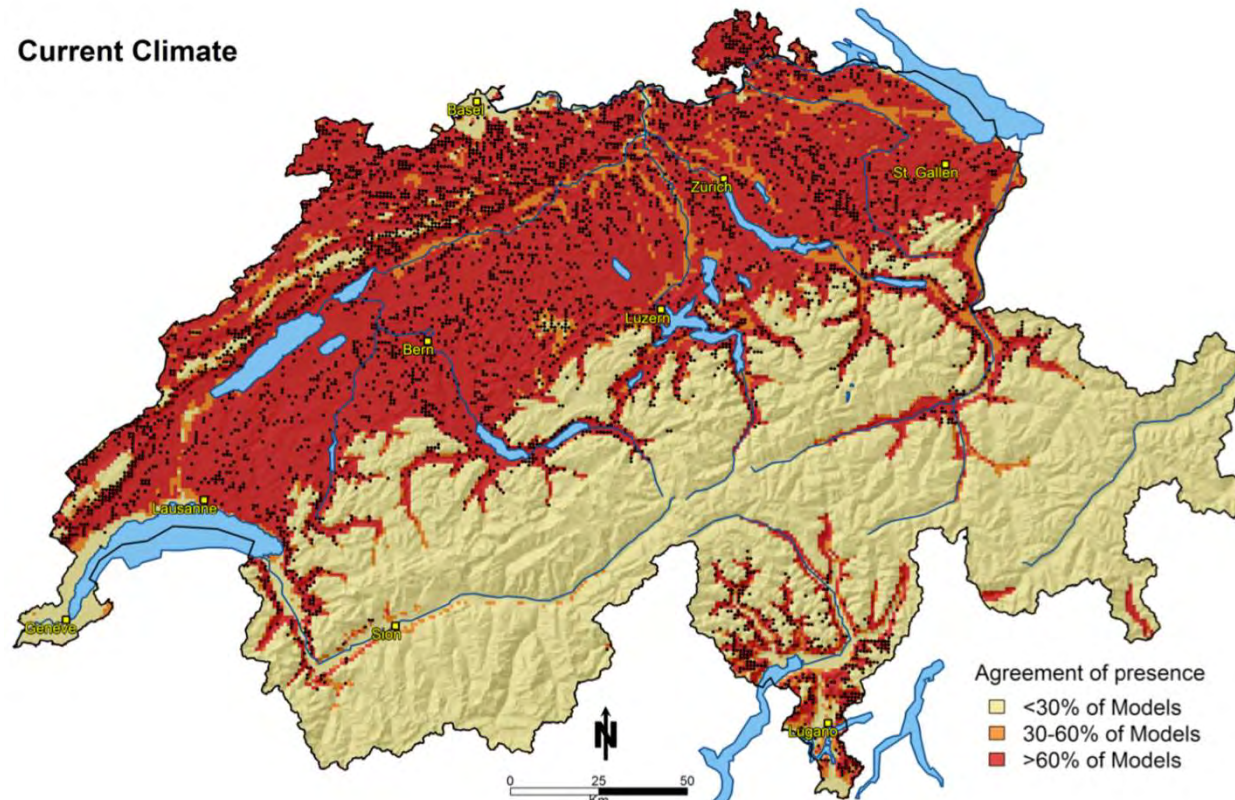 Current Climate
Basel
Zurich
St. Gallen
Luzern
Bern
Lausanne
Genève
Sion
Lugano
N
Agreement of presence
<30% of Models
30-60% of Models
>60% of Models
0 25 50
Km